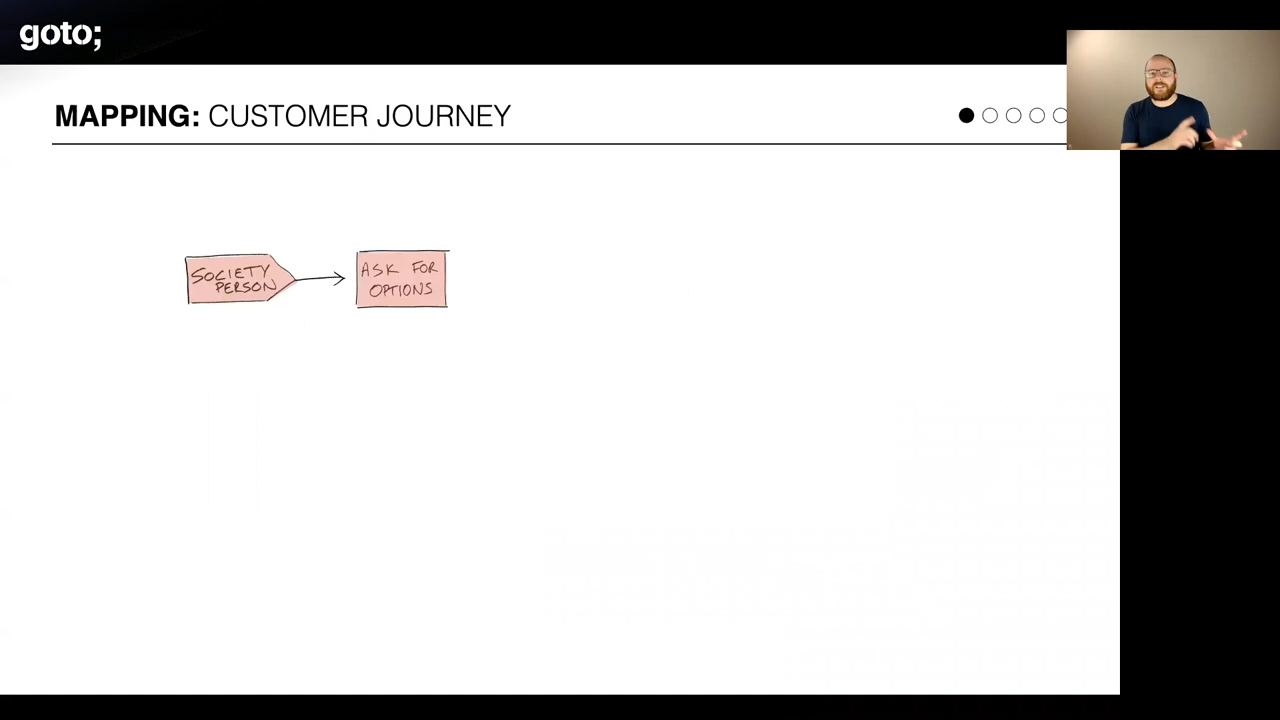 goto;
MAPPING: CUSTOMER JOURNEY
SOCIETY
PERSON
ASK FOR
OPTIONS